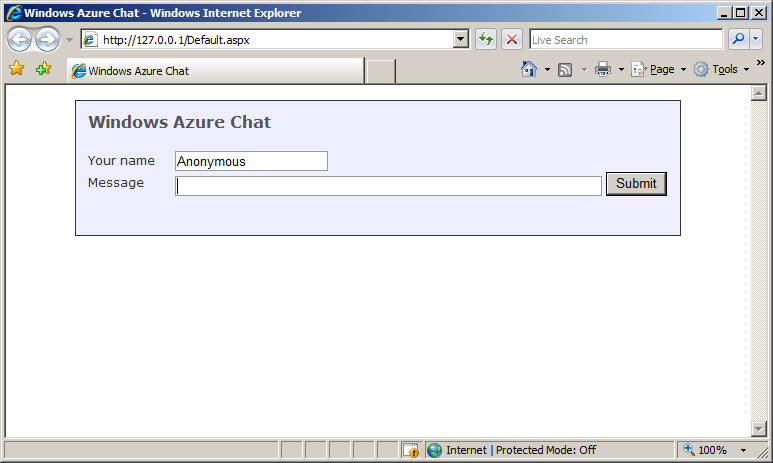 Windows Azure Chat - Windows Internet Explorer
http://127.0.0.1/Default.aspx
Live Search
Windows Azure Chat
Page
Tools
Windows Azure Chat
Your name
Anonymous
Message
Submit
Internet | Protected Mode: Off
100%